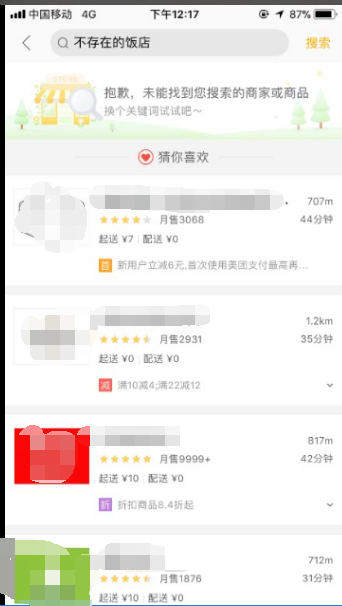 中国移动 4G 下午12:17 87%
不存在的饭店 搜索
STORE
抱歉，未能找到您搜索的商家或商品
换个关键词试试吧～
猜你喜欢
707m
月售3068 44分钟
起送 ¥7 配送 ¥0
首 新用户立减6元,首次使用美团支付最高再...
1.2km
月售2931 35分钟
起送 ¥0 配送 ¥0
减 满10减4;满22减12
817m
月售9999+ 42分钟
起送 ¥10 配送 ¥0
折 折扣商品8.4折起
712m
月售1876 31分钟
起送 ¥10 配送 ¥0